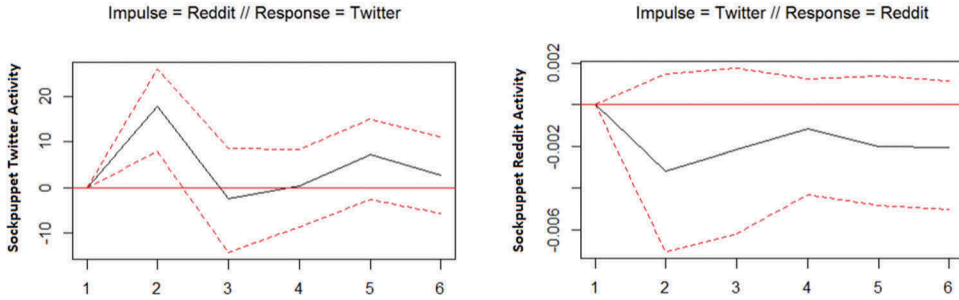 Impulse = Reddit // Response = Twitter
Sockpuppet Twitter Activity
20
10
0
-10
1 2 3 4 5 6
Impulse = Twitter // Response = Reddit
Sockpuppet Reddit Activity
0.002
-0.002
-0.006
1 2 3 4 5 6